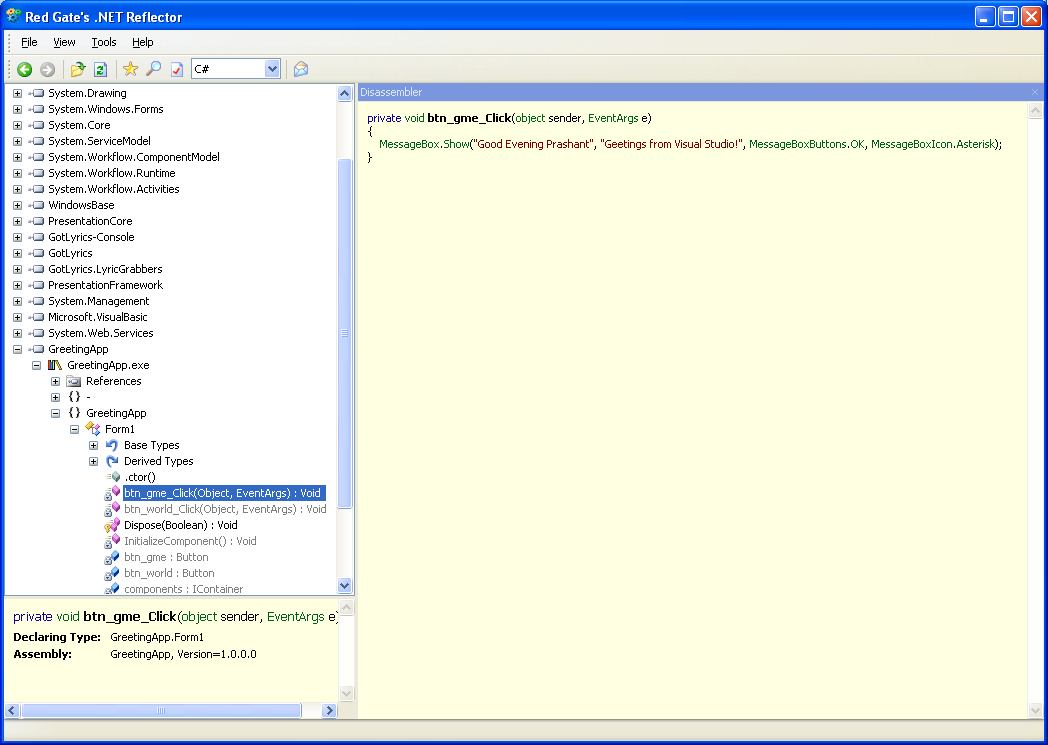 Red Gate's .NET Reflector
File View Tools Help
C#
System.Drawing
System.Windows.Forms
System.Core
System.ServiceModel
System.Workflow.ComponentModel
System.Workflow.Runtime
System.Workflow.Activities
WindowsBase
PresentationCore
GotLyrics-Console
GotLyrics
GotLyrics.LyricGrabbers
PresentationFramework
System.Management
Microsoft.VisualBasic
System.Web.Services
GreetingApp
GreetingApp.exe
References
{} -
{} GreetingApp
Form1
Base Types
Derived Types
.ctor()
btn_gme_Click(Object, EventArgs) : Void
btn_world_Click(Object, EventArgs) : Void
Dispose(Boolean) : Void
InitializeComponent() : Void
btn_gme : Button
btn_world : Button
components : IContainer
private void btn_gme_Click(object sender, EventArgs e)
Declaring Type: GreetingApp.Form1
Assembly: GreetingApp, Version=1.0.0.0
Disassembler
private void btn_gme_Click(object sender, EventArgs e)
{
MessageBox.Show("Good Evening Prashant", "Geetings from Visual Studio!", MessageBoxButtons.OK, MessageBoxIcon.Asterisk);
}